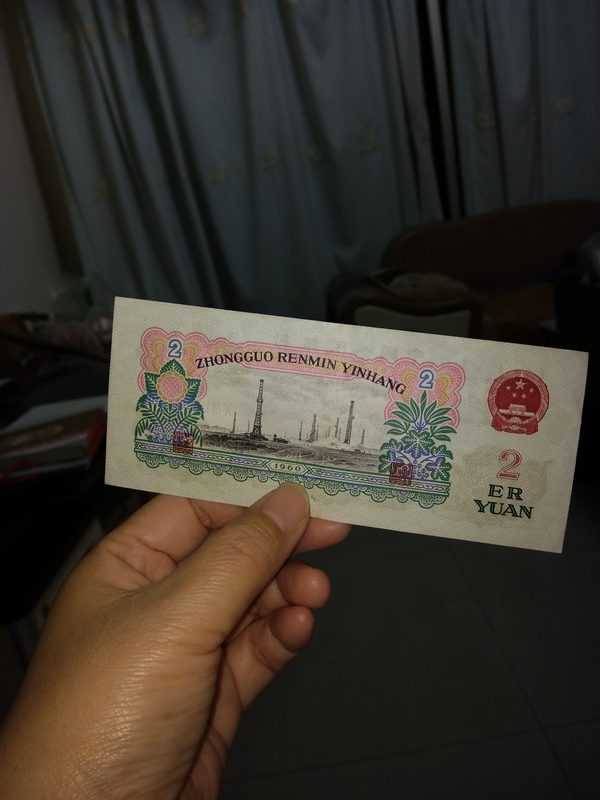 2
ZHONGGUO RENMIN YINHANG
2
1960
2
ER
YUAN